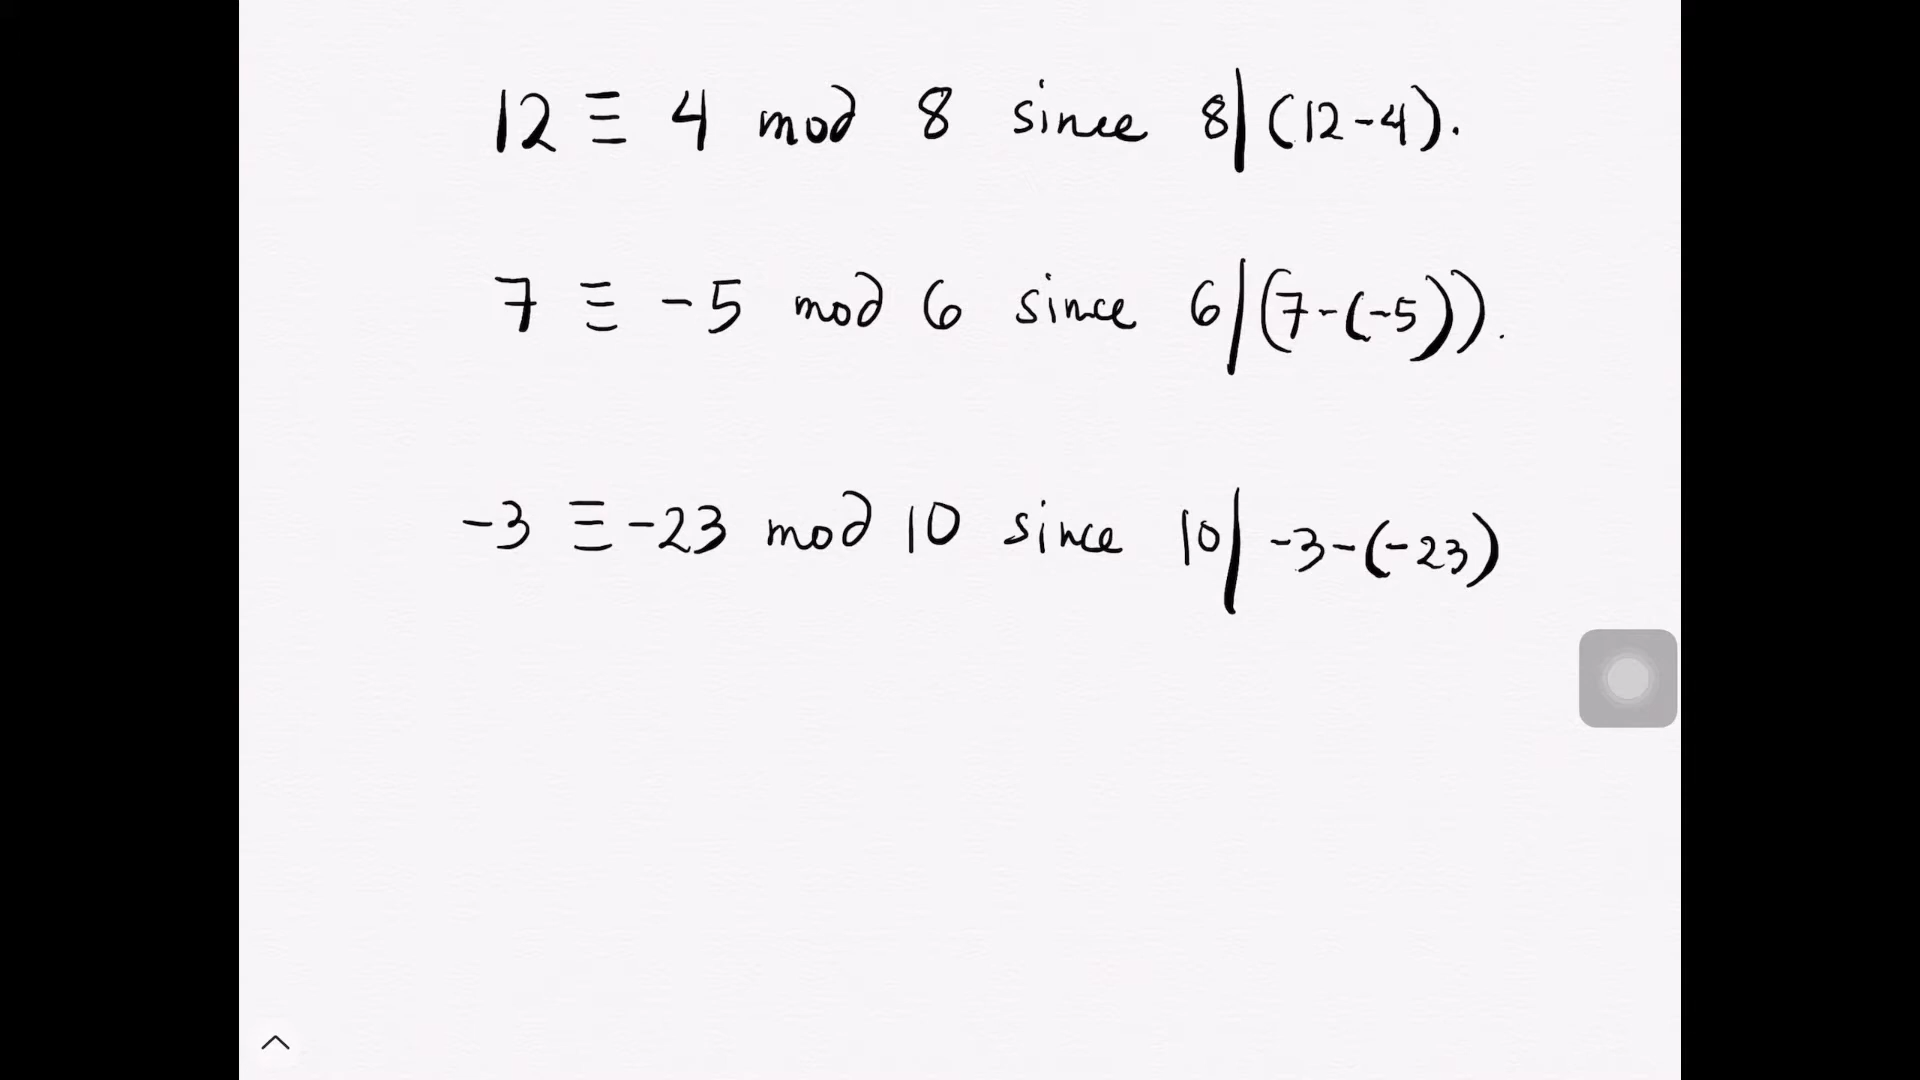 12 ≡ 4 mod 8 since 8|(12-4).
7 ≡ -5 mod 6 since 6|(7-(-5)).
-3 ≡ -23 mod 10 since 10| -3-(-23)